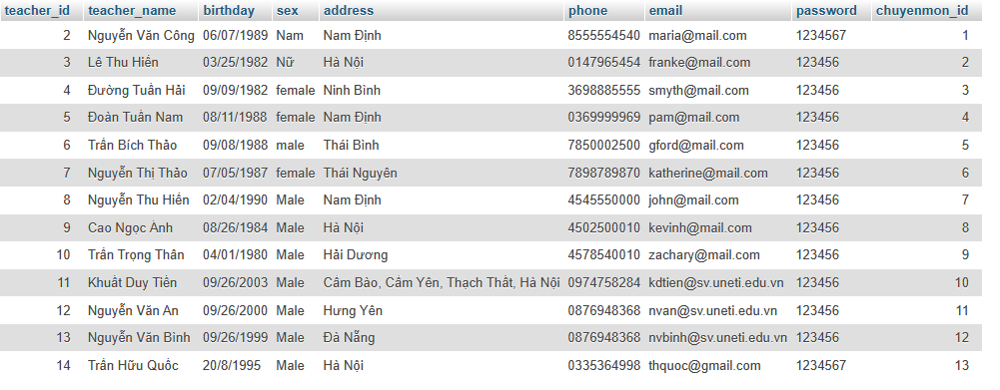 teacher_id teacher_name birthday sex address phone email password chuyenmon_id
2 Nguyễn Văn Công 06/07/1989 Nam Nam Định 8555554540 maria@mail.com 1234567 1
3 Lê Thu Hiền 03/25/1982 Nữ Hà Nội 0147965454 franke@mail.com 123456 2
4 Đường Tuấn Hải 09/09/1982 female Ninh Bình 3698885555 smyth@mail.com 123456 3
5 Đoàn Tuấn Nam 08/11/1988 female Nam Định 0369999969 pam@mail.com 123456 4
6 Trần Bích Thảo 09/08/1988 male Thái Bình 7850002500 gford@mail.com 123456 5
7 Nguyễn Thị Thảo 07/05/1987 female Thái Nguyên 7898789870 katherine@mail.com 123456 6
8 Nguyễn Thu Hiền 02/04/1990 Male Nam Định 4545550000 john@mail.com 123456 7
9 Cao Ngọc Ánh 08/26/1984 Male Hà Nội 4502500010 kevinh@mail.com 123456 8
10 Trần Trọng Thân 04/01/1980 Male Hải Dương 4578540010 zachary@mail.com 123456 9
11 Khuất Duy Tiến 09/26/2003 Male Cẩm Bào, Cẩm Yên, Thạch Thất, Hà Nội 0974758284 kdtien@sv.uneti.edu.vn 123456 10
12 Nguyễn Văn An 09/26/2000 Male Hưng Yên 0876948368 nvan@sv.uneti.edu.vn 123456 11
13 Nguyễn Văn Bình 09/26/1999 Male Đà Nẵng 0876948368 nvbinh@sv.uneti.edu.vn 123456 12
14 Trần Hữu Quốc 20/8/1995 Male Hà Nội 0335364998 thquoc@gmail.com 1234567 13